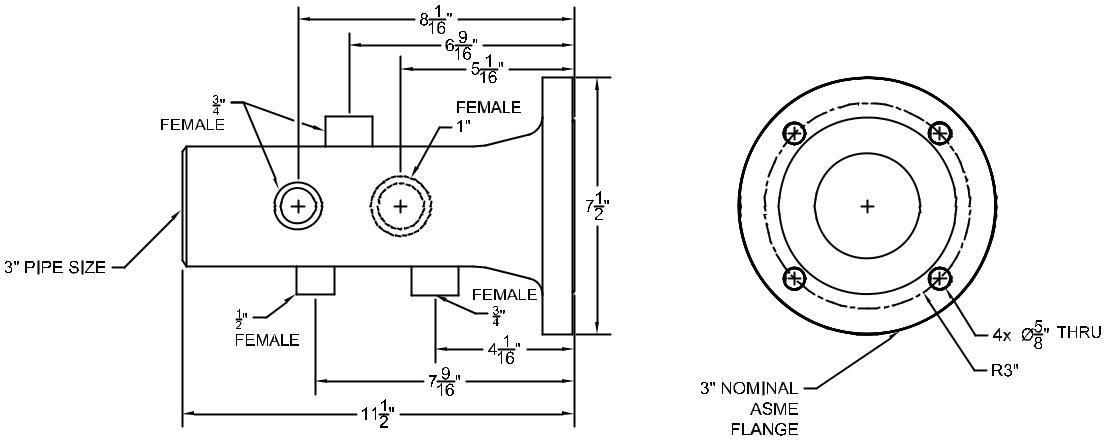 8 1/16"
6 9/16"
5 1/16"
3/4"
FEMALE
FEMALE
1"
7 1/2"
3" PIPE SIZE
1/2"
FEMALE
FEMALE
3/4"
4 1/16"
7 9/16"
11 1/2"
4x Ø5/8" THRU
R3"
3" NOMINAL
ASME
FLANGE